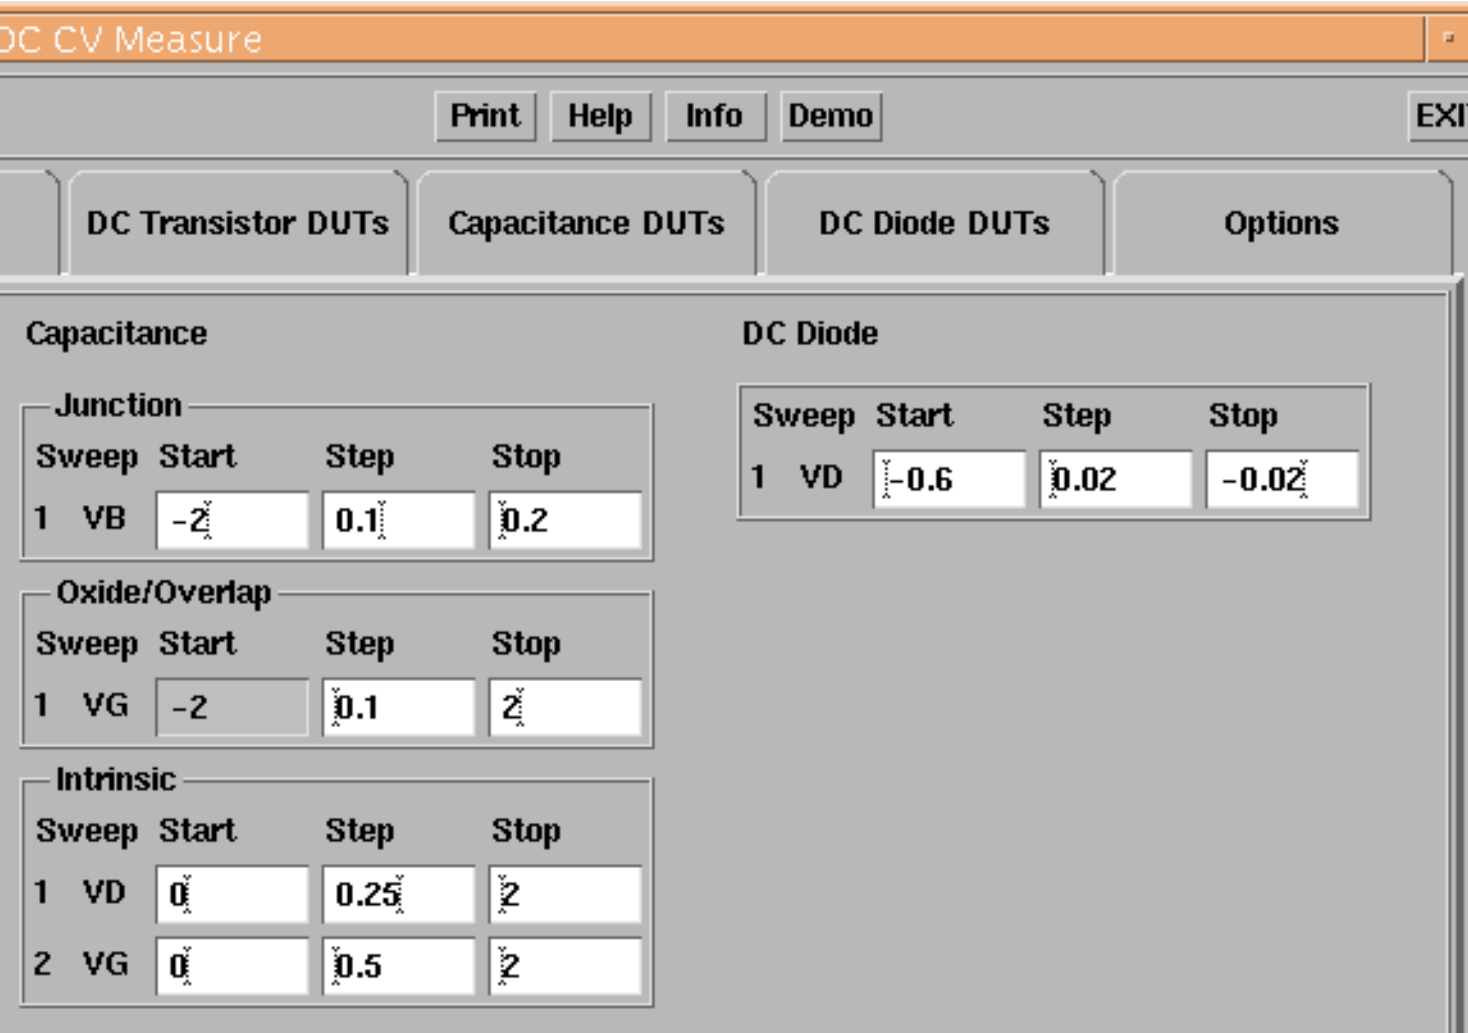 DC CV Measure
Print Help Info Demo
DC Transistor DUTs Capacitance DUTs DC Diode DUTs Options
Capacitance
Junction
Sweep Start Step Stop
1 VB -2 0.1 0.2
Oxide/Overlap
Sweep Start Step Stop
1 VG -2 0.1 2
Intrinsic
Sweep Start Step Stop
1 VD 0 0.25 2
2 VG 0 0.5 2
DC Diode
Sweep Start Step Stop
1 VD -0.6 0.02 -0.02